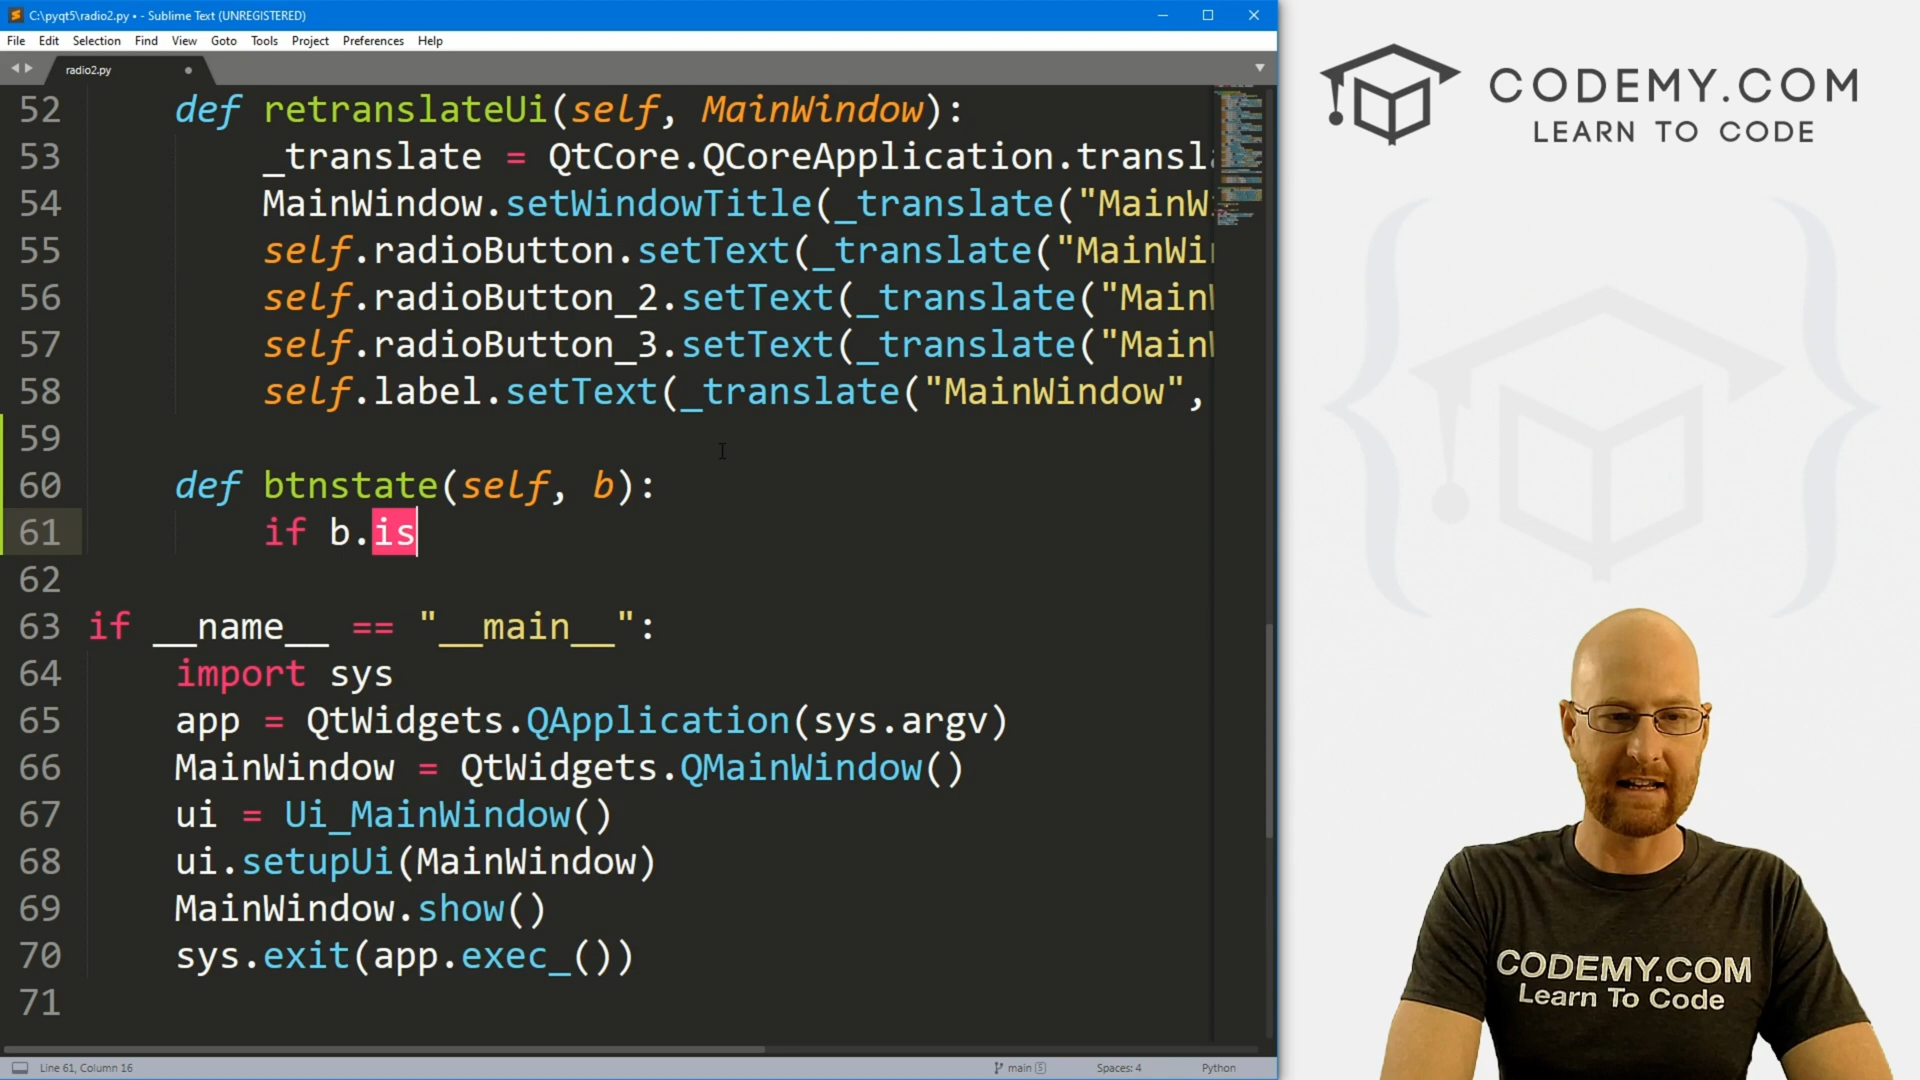 C:\pyqt5\radio2.py • - Sublime Text (UNREGISTERED)
File Edit Selection Find View Goto Tools Project Preferences Help
radio2.py
52 def retranslateUi(self, MainWindow):
53 _translate = QtCore.QCoreApplication.transl
54 MainWindow.setWindowTitle(_translate("MainW
55 self.radioButton.setText(_translate("MainWi
56 self.radioButton_2.setText(_translate("Main
57 self.radioButton_3.setText(_translate("Main
58 self.label.setText(_translate("MainWindow",
59
60 def btnstate(self, b):
61 if b.is
62
63 if __name__ == "__main__":
64 import sys
65 app = QtWidgets.QApplication(sys.argv)
66 MainWindow = QtWidgets.QMainWindow()
67 ui = Ui_MainWindow()
68 ui.setupUi(MainWindow)
69 MainWindow.show()
70 sys.exit(app.exec_())
71
Line 61, Column 16 main 5 Spaces: 4 Python
CODEMY.COM
LEARN TO CODE
CODEMY.COM
Learn To Code